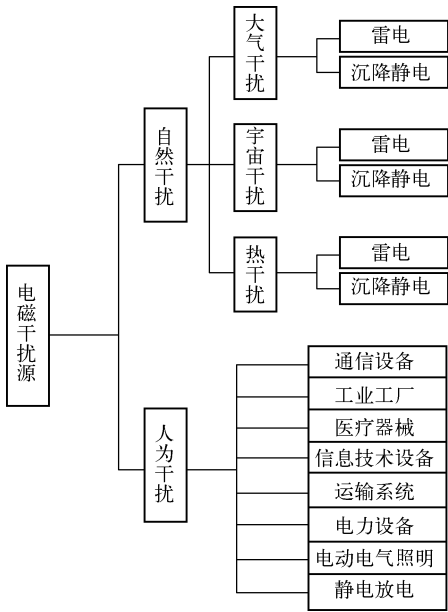 电磁干扰源
自然干扰
大气干扰
雷电
沉降静电
宇宙干扰
雷电
沉降静电
热干扰
雷电
沉降静电
人为干扰
通信设备
工业工厂
医疗器械
信息技术设备
运输系统
电力设备
电动电气照明
静电放电